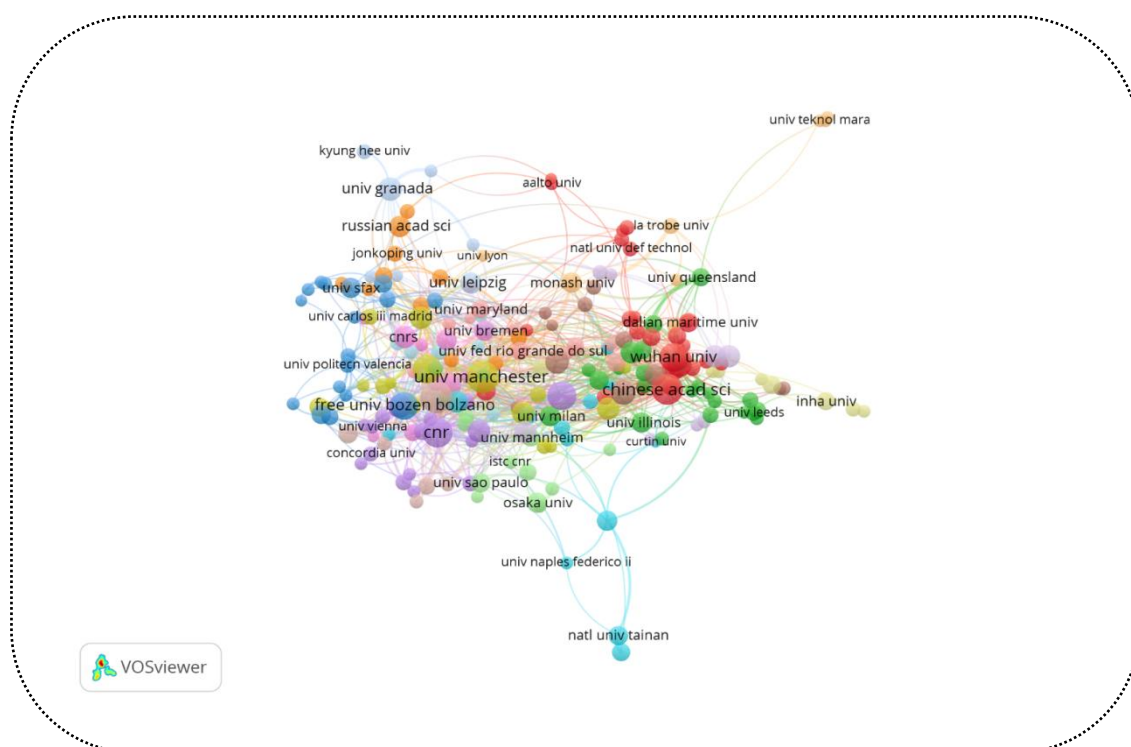 univ teknol mara
kyung hee univ
aalto univ
univ granada
russian acad sci
la trobe univ
natl univ def technol
jonkoping univ
univ lyon
univ sfax
univ leipzig
monash univ
univ queensland
univ carlos iii madrid
univ maryland
cnrs
univ bremen
dalian maritime univ
univ fed rio grande do sul
wuhan univ
univ politecn valencia
univ manchester
chinese acad sci
free univ bozen bolzano
inha univ
univ milan
univ leeds
univ vienna
cnr
univ mannheim
univ illinois
curtin univ
concordia univ
istc cnr
univ sao paulo
osaka univ
univ naples federico ii
natl univ tainan
VOSviewer